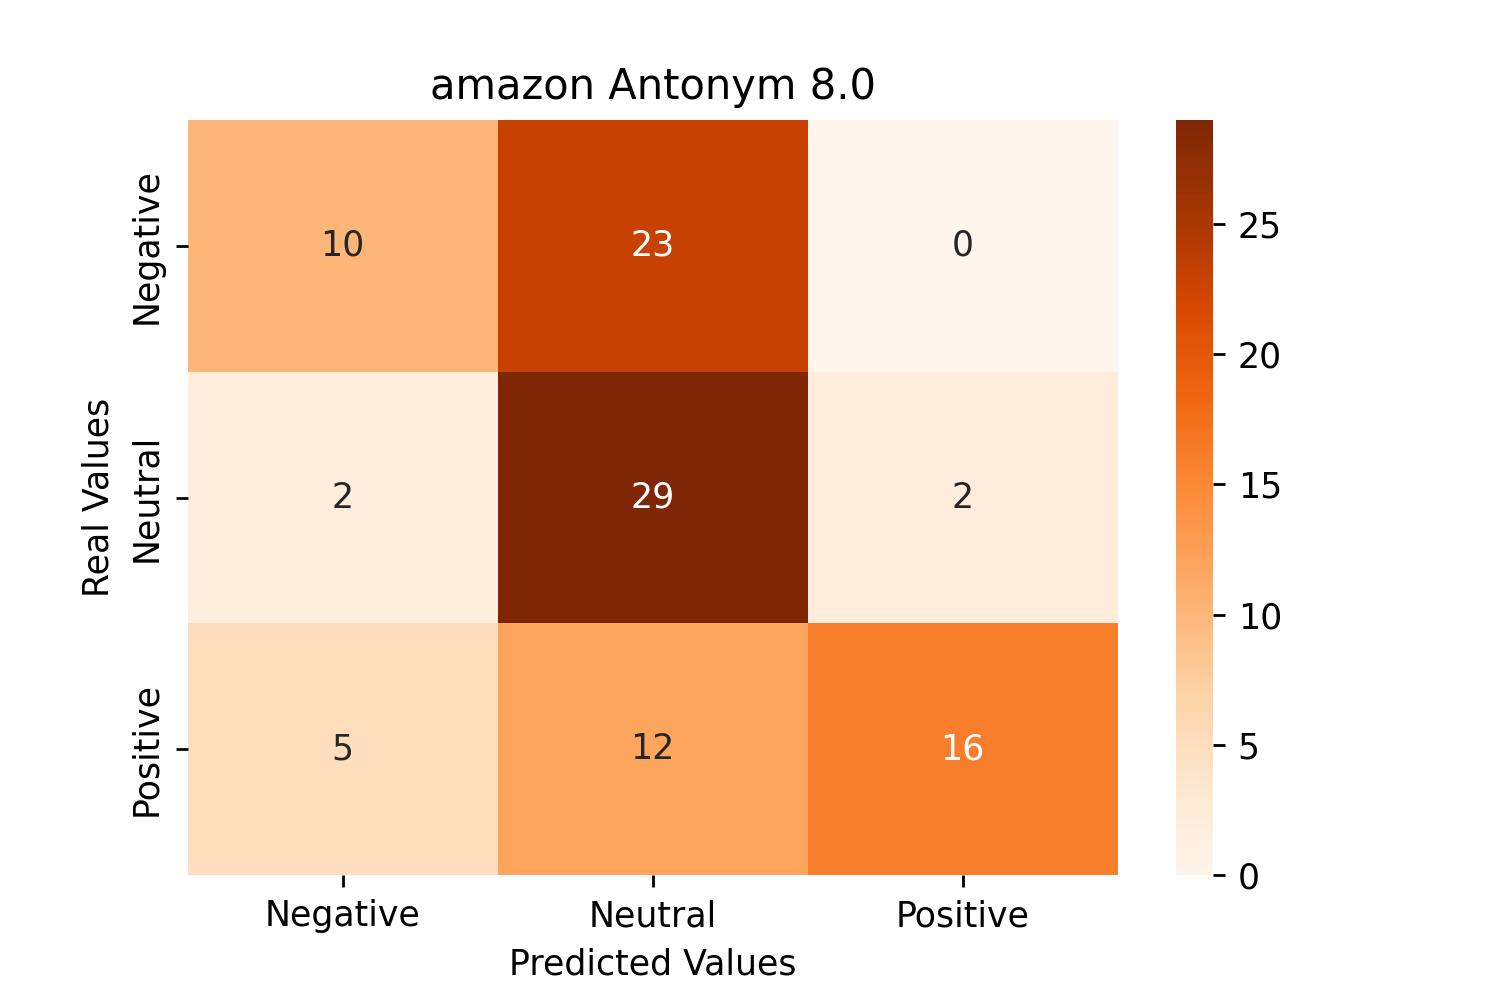 amazon Antonym 8.0
Real Values
Negative
10
23
0
Neutral
2
29
2
Positive
5
12
16
Negative
Neutral
Positive
Predicted Values
25
20
15
10
5
0